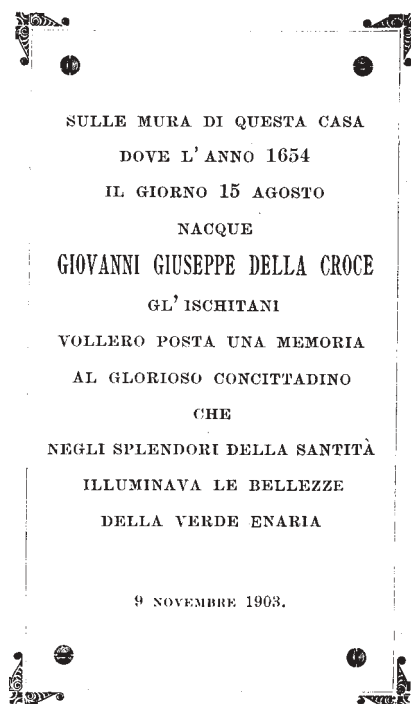 SULLE MURA DI QUESTA CASA
DOVE L'ANNO 1654
IL GIORNO 15 AGOSTO
NACQUE
GIOVANNI GIUSEPPE DELLA CROCE
GL'ISCHITANI
VOLLERO POSTA UNA MEMORIA
AL GLORIOSO CONCITTADINO
CHE
NEGLI SPLENDORI DELLA SANTITÀ
ILLUMINAVA LE BELLEZZE
DELLA VERDE ENARIA
9 NOVEMBRE 1903.